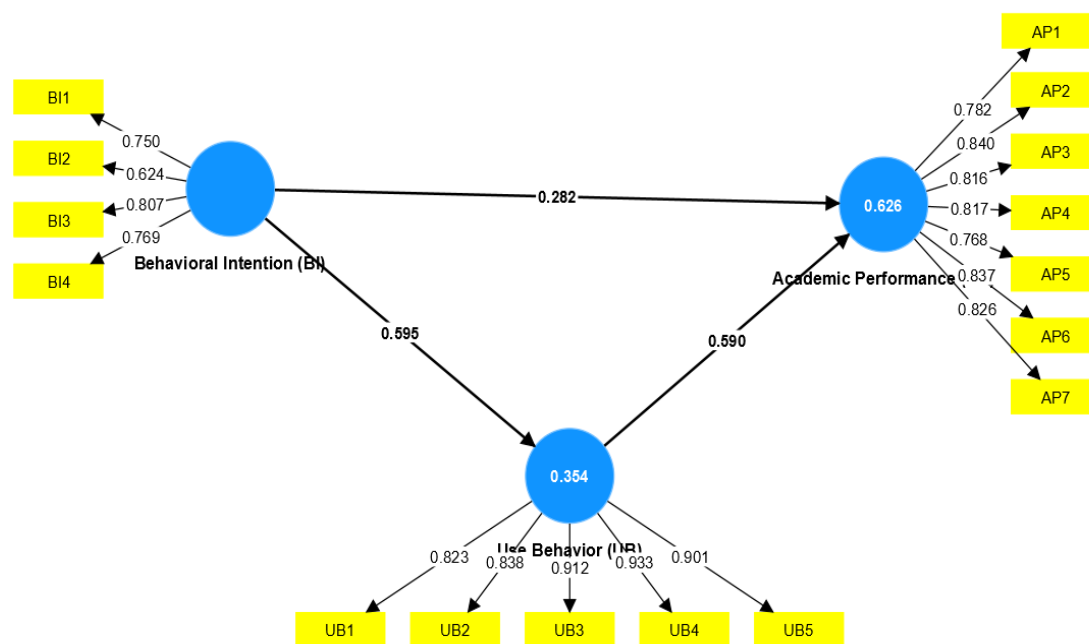 AP1
BI1
AP2
0.782
0.750
0.840
BI2
AP3
0.624
0.816
0.807
0.282
0.626
AP4
0.817
BI3
0.769
0.768
Behavioral Intention (BI)
AP5
BI4
Academic Performance
0.837
0.826
0.595
0.590
AP6
AP7
0.354
Use Behavior (UB)
0.823
0.838
0.912
0.933
0.901
UB1
UB2
UB3
UB4
UB5